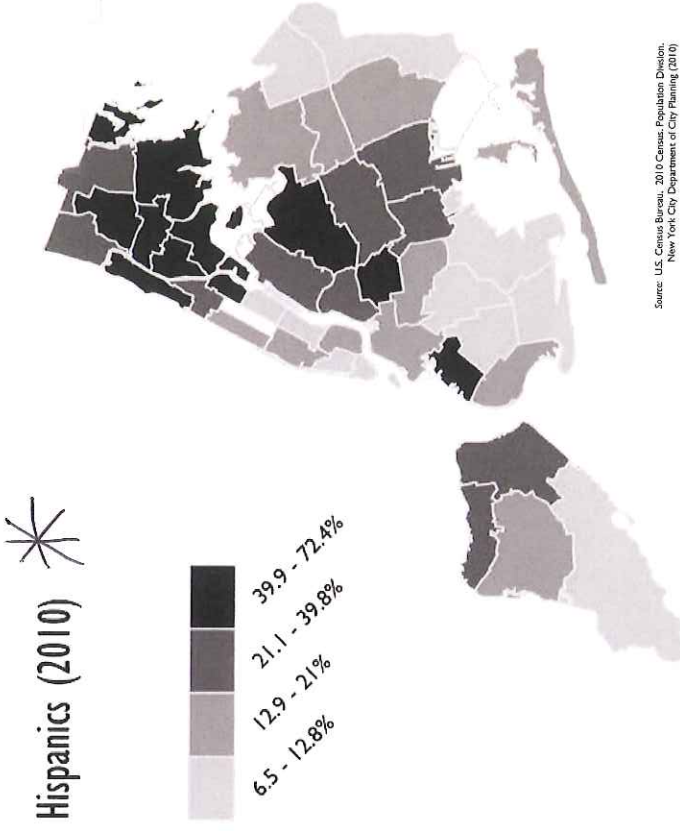 Hispanics (2010)
39.9 - 72.4%
21.1 - 39.8%
12.9 - 21%
6.5 - 12.8%
Source: U.S. Census Bureau. 2010 Census. Population Division.
New York City Department of City Planning (2010)